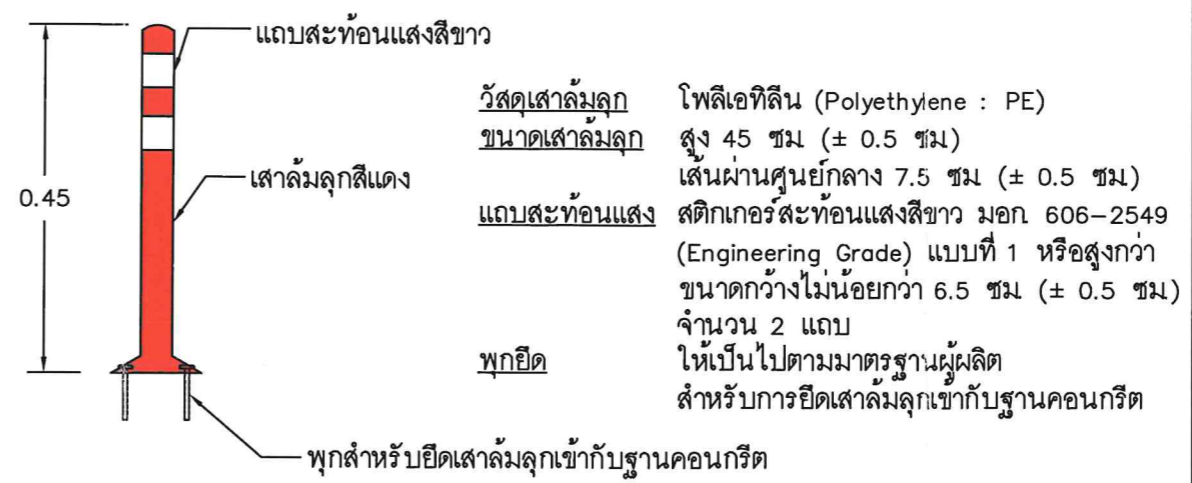 แถบสะท้อนแสงสีขาว
วัสดุเสาล้มลุก โพลีเอทิลีน (Polyethylene : PE)
ขนาดเสาล้มลุก สูง 45 ซม (± 0.5 ซม.)
เส้นผ่านศูนย์กลาง 7.5 ซม (± 0.5 ซม.)
เสาล้มลุกสีแดง
0.45
แถบสะท้อนแสง สติกเกอร์สะท้อนแสงสีขาว มอก. 606–2549
(Engineering Grade) แบบที่ 1 หรือสูงกว่า
ขนาดกว้างไม่น้อยกว่า 6.5 ซม. (± 0.5 ซม.)
จำนวน 2 แถบ
พุกยึด ให้เป็นไปตามมาตรฐานผู้ผลิต
สำหรับการยึดเสาล้มลุกเข้ากับฐานคอนกรีต
พุกสำหรับยึดเสาล้มลุกเข้ากับฐานคอนกรีต